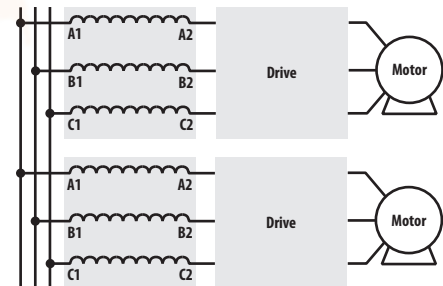 A1 A2
B1 B2
Drive
Motor
C1 C2
A1 A2
B1 B2
Drive
Motor
C1 C2